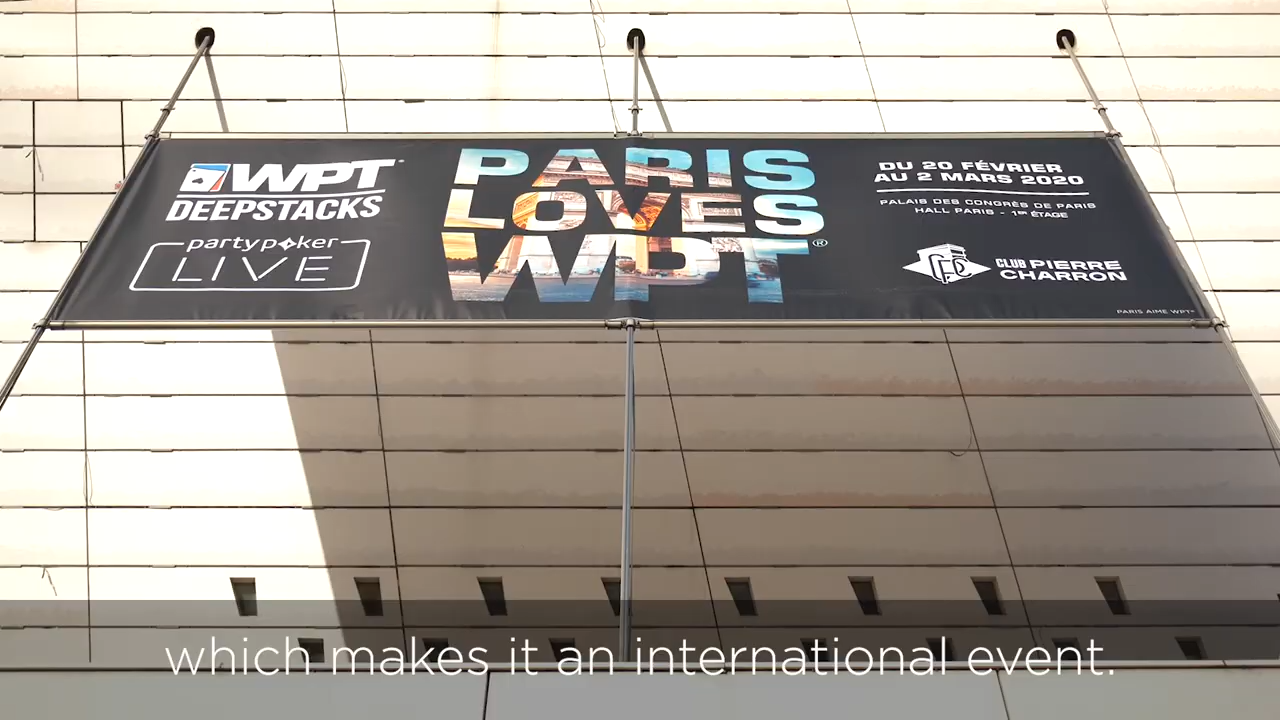 WPT
DEEPSTACKS
partypoker
LIVE
PARIS
LOVES
WPT®
DU 20 FÉVRIER
AU 2 MARS 2020
PALAIS DES CONGRÈS DE PARIS
HALL PARIS - 1ER ÉTAGE
CLUB PIERRE
CHARRON
PARIS AIME WPT®
which makes it an international event.